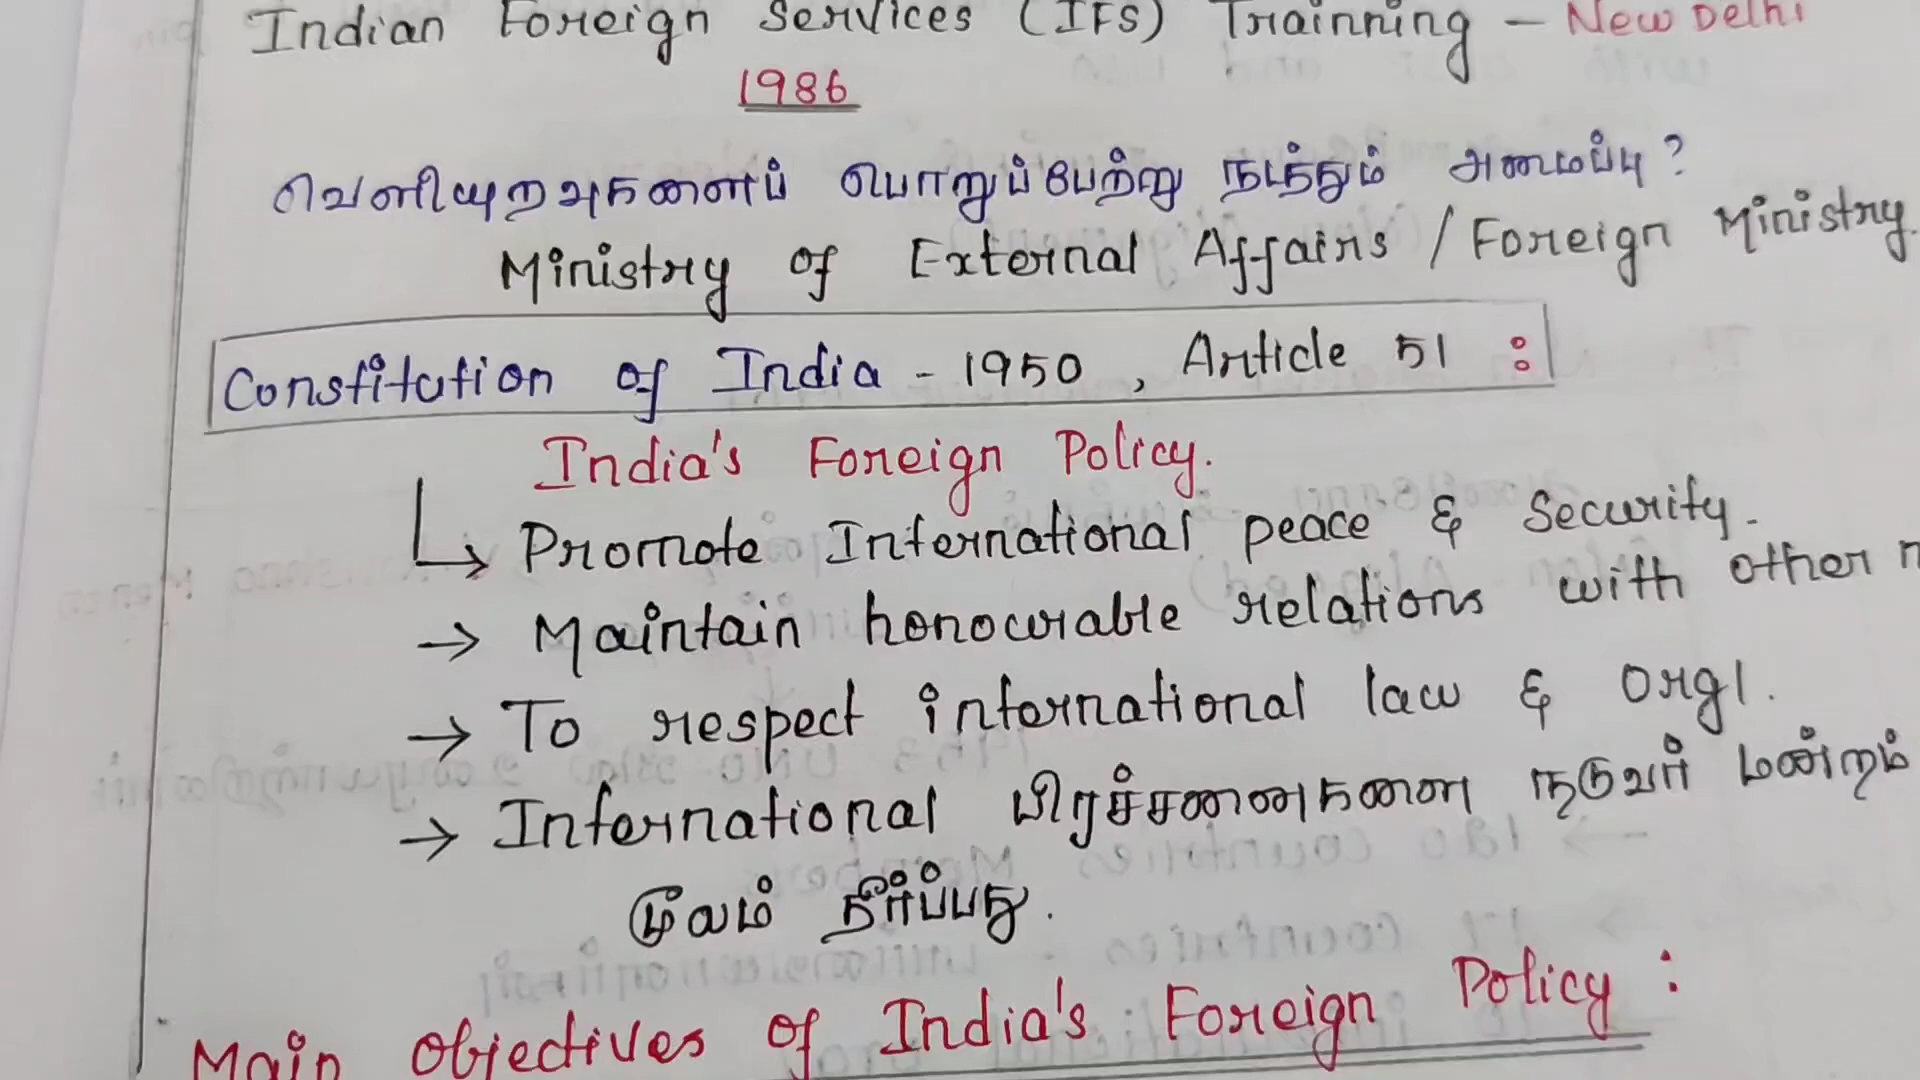 Indian Foreign Services (IFS) Trainning – New Delhi
1986
வெளியுறவுகளைப் பொறுப்பேற்று நடத்தும் அமைப்பு?
Ministry of External Affairs / Foreign Ministry.
Constitution of India - 1950, Article 51 :
India's Foreign Policy.
↳ Promote International peace & Security.
→ Maintain honourable relations with other
→ To respect international law & Orgl.
→ International பிரச்சனைகளை நடுவர் மன்றம்
மூலம் தீர்ப்பது.
Main Objectives of India's Foreign Policy :